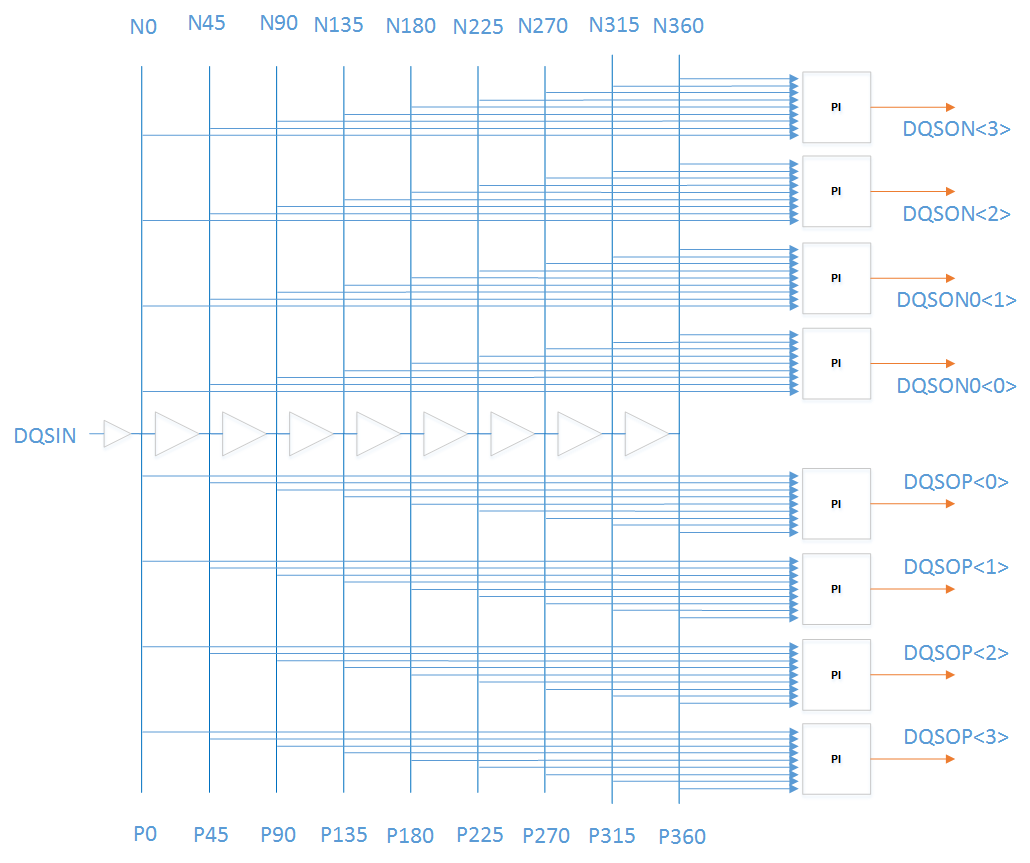 N0 N45 N90 N135 N180 N225 N270 N315 N360
PI
DQSON<3>
PI
DQSON<2>
PI
DQSON0<1>
PI
DQSON0<0>
DQSIN
DQSOP<0>
PI
DQSOP<1>
PI
DQSOP<2>
PI
DQSOP<3>
PI
P0 P45 P90 P135 P180 P225 P270 P315 P360